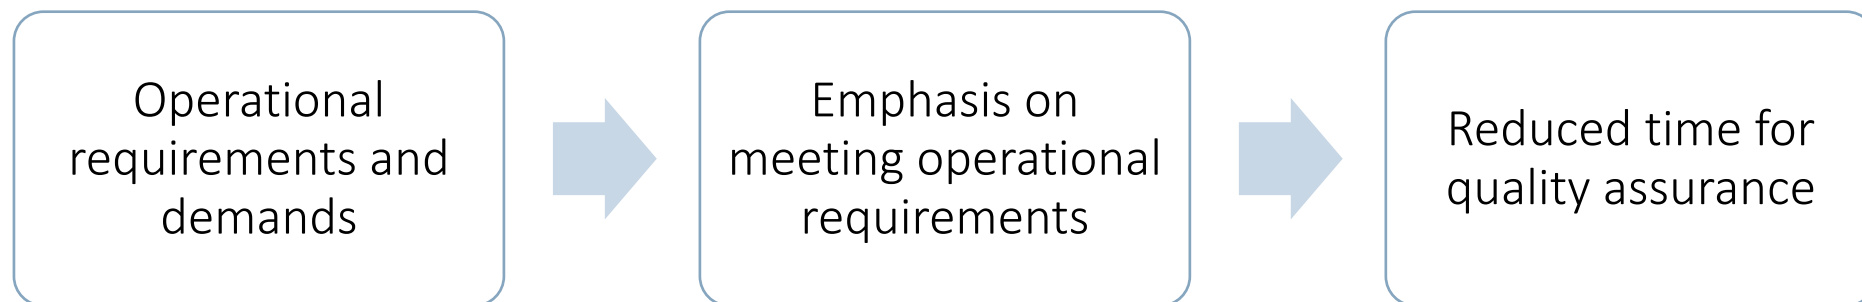 Operational
requirements and
demands
Emphasis on
meeting operational
requirements
Reduced time for
quality assurance